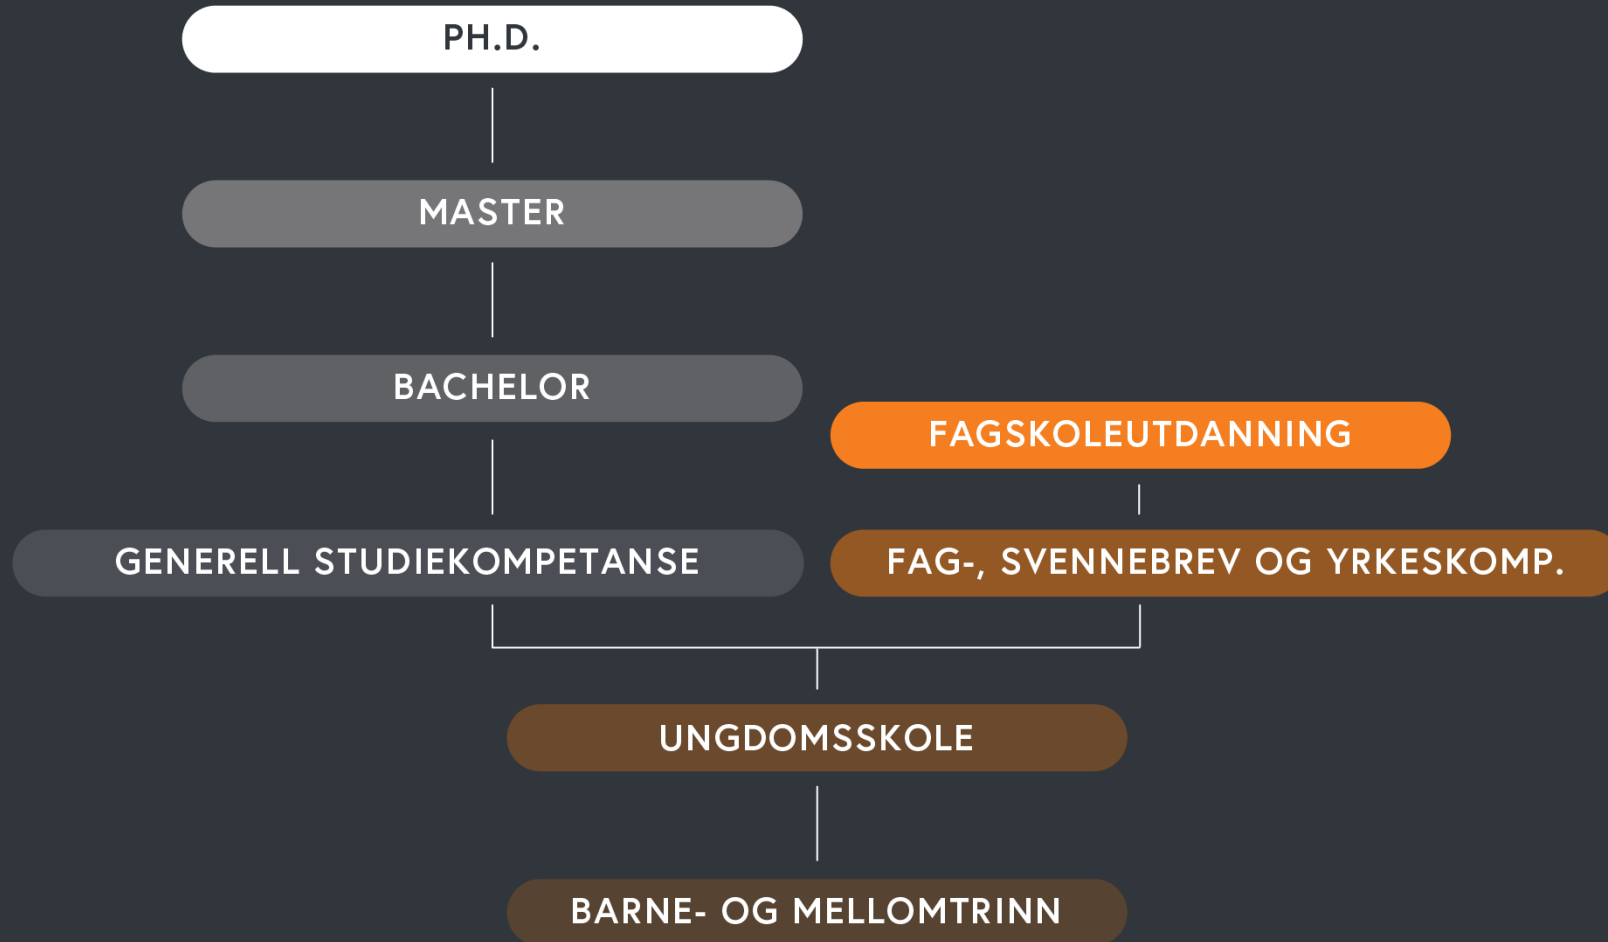 PH.D.
MASTER
BACHELOR
FAGSKOLEUTDANNING
GENERELL STUDIEKOMPETANSE
FAG-, SVENNEBREV OG YRKESKOMP.
UNGDOMSSKOLE
BARNE- OG MELLOMTRINN